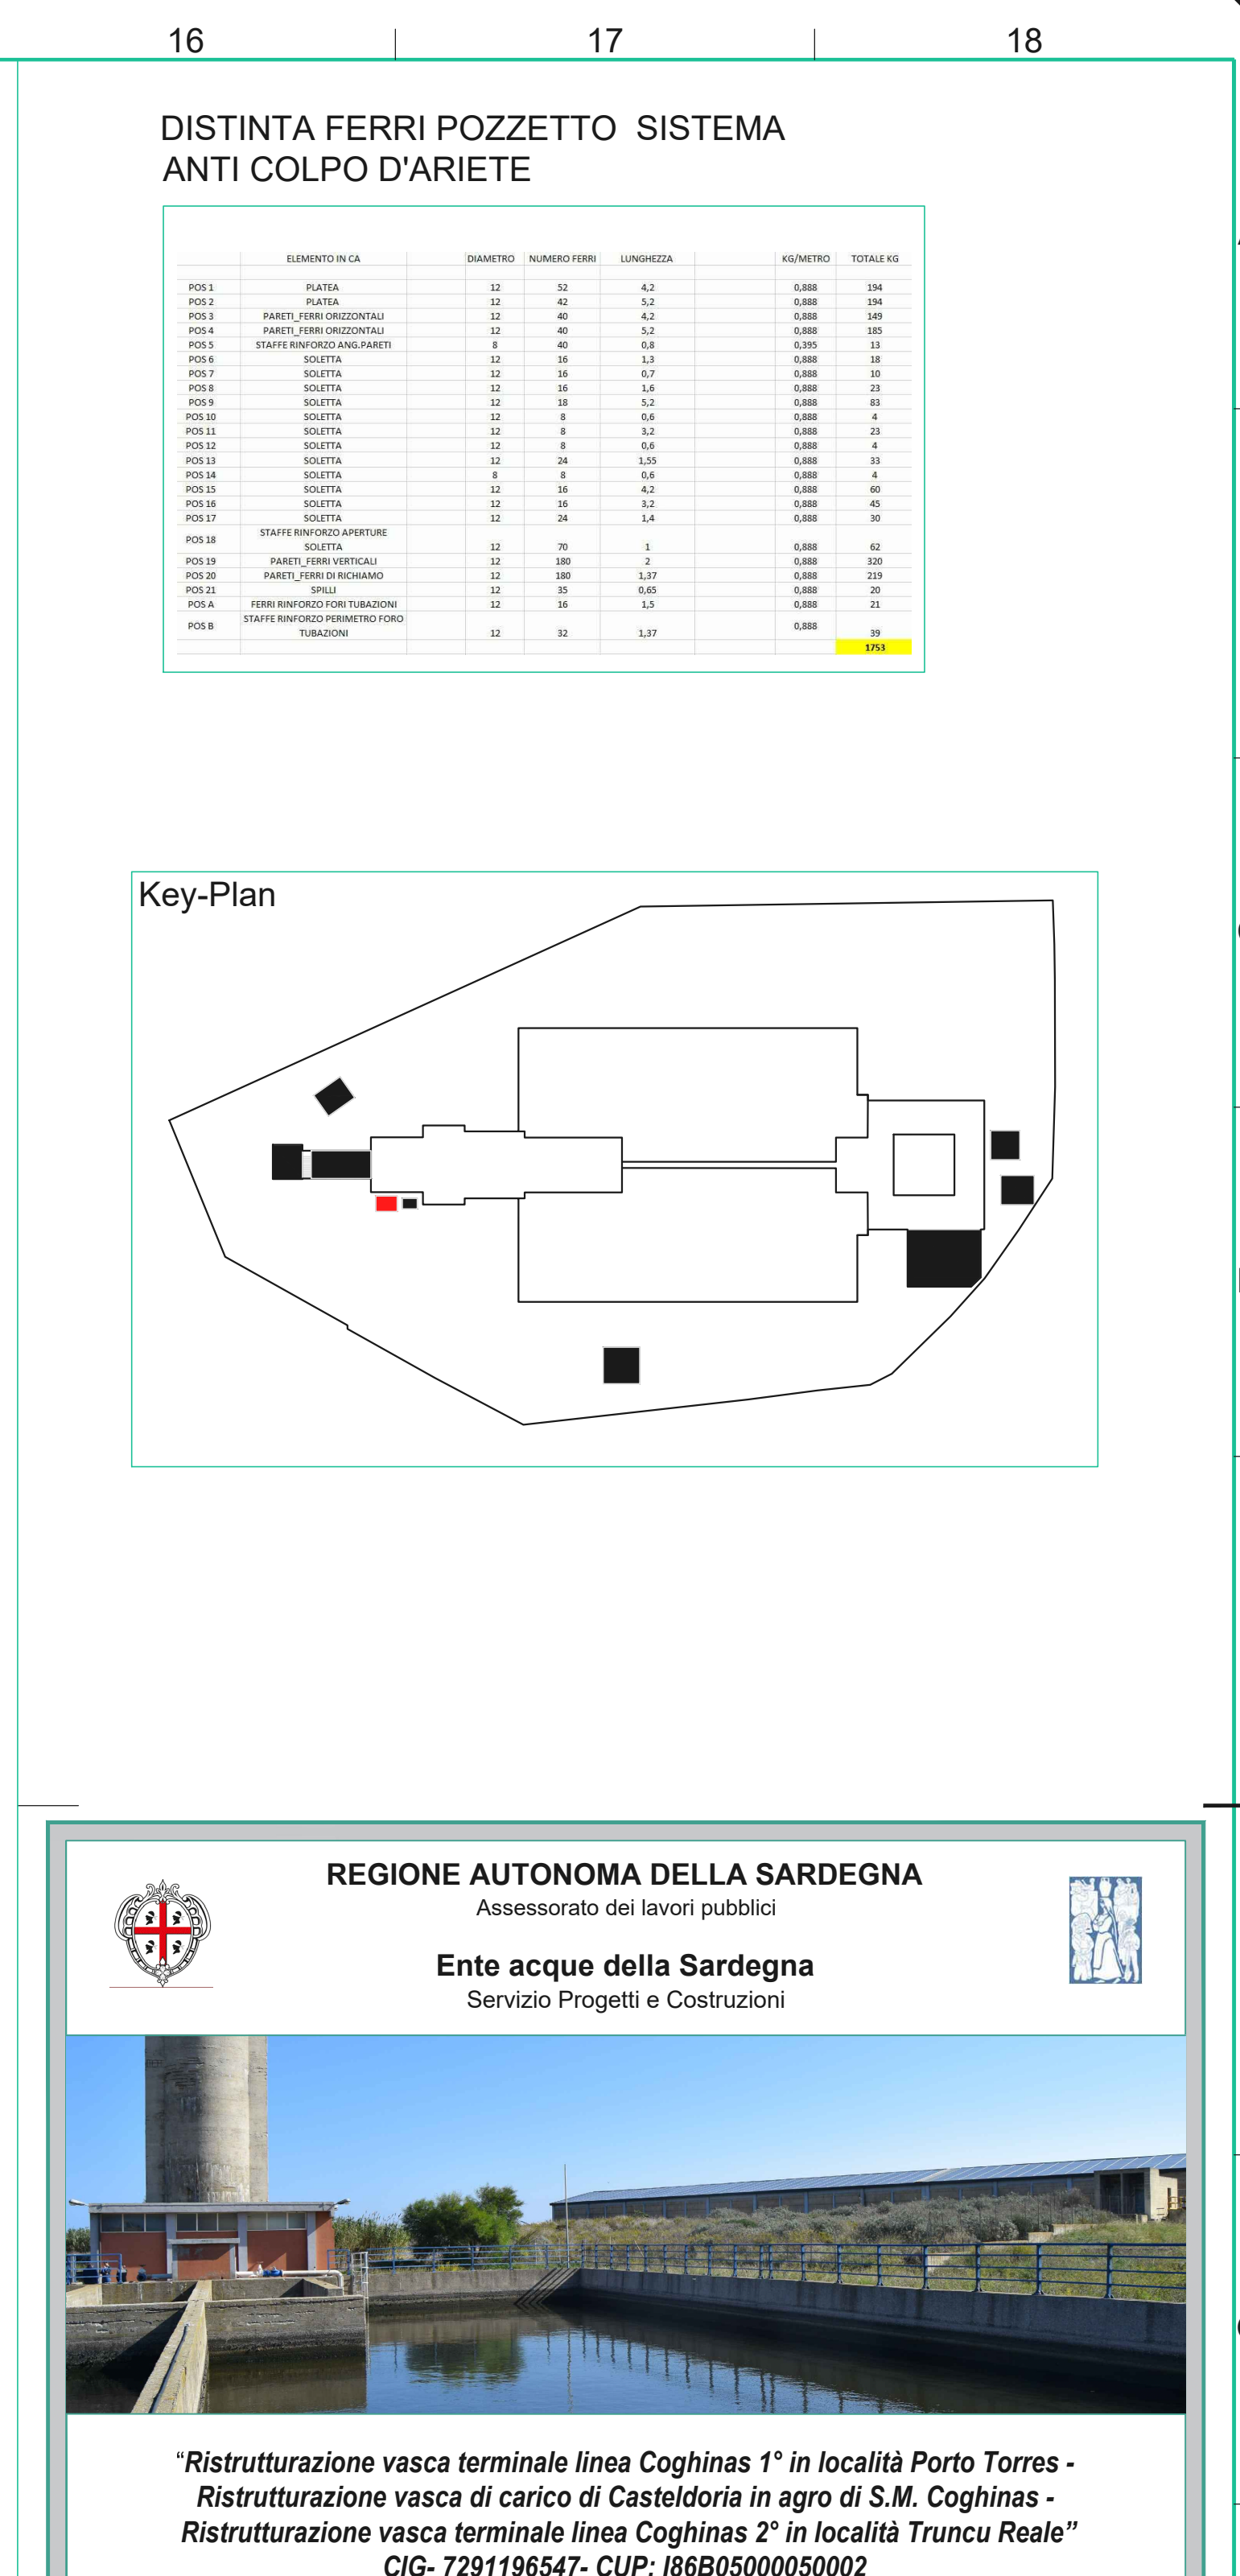 16 17 18
DISTINTA FERRI POZZETTO SISTEMA
ANTI COLPO D'ARIETE
ELEMENTO IN CA DIAMETRO NUMERO FERRI LUNGHEZZA KG/METRO TOTALE KG
POS 1 PLATEA 12 52 4,2 0,888 194
POS 2 PLATEA 12 42 5,2 0,888 194
POS 3 PARETI_FERRI ORIZZONTALI 12 40 4,2 0,888 149
POS 4 PARETI_FERRI ORIZZONTALI 12 40 5,2 0,888 185
POS 5 STAFFE RINFORZO ANG.PARETI 8 40 0,8 0,395 13
POS 6 SOLETTA 12 16 1,3 0,888 18
POS 7 SOLETTA 12 16 0,7 0,888 10
POS 8 SOLETTA 12 16 1,6 0,888 23
POS 9 SOLETTA 12 18 5,2 0,888 83
POS 10 SOLETTA 12 8 0,6 0,888 4
POS 11 SOLETTA 12 8 3,2 0,888 23
POS 12 SOLETTA 12 8 0,6 0,888 4
POS 13 SOLETTA 12 24 1,55 0,888 33
POS 14 SOLETTA 8 8 0,6 0,888 4
POS 15 SOLETTA 12 16 4,2 0,888 60
POS 16 SOLETTA 12 16 3,2 0,888 45
POS 17 SOLETTA 12 24 1,4 0,888 30
STAFFE RINFORZO APERTURE
POS 18 SOLETTA 12 70 1 0,888 62
POS 19 PARETI_FERRI VERTICALI 12 180 2 0,888 320
POS 20 PARETI_FERRI DI RICHIAMO 12 180 1,37 0,888 219
POS 21 SPILLI 12 35 0,65 0,888 20
POS A FERRI RINFORZO FORI TUBAZIONI 12 16 1,5 0,888 21
STAFFE RINFORZO PERIMETRO FORO
POS B TUBAZIONI 12 32 1,37 0,888 39
1753
Key-Plan
REGIONE AUTONOMA DELLA SARDEGNA
Assessorato dei lavori pubblici
Ente acque della Sardegna
Servizio Progetti e Costruzioni
“Ristrutturazione vasca terminale linea Coghinas 1° in località Porto Torres -
Ristrutturazione vasca di carico di Casteldoria in agro di S.M. Coghinas -
Ristrutturazione vasca terminale linea Coghinas 2° in località Truncu Reale”
CIG- 7291196547- CUP: I86B05000050002